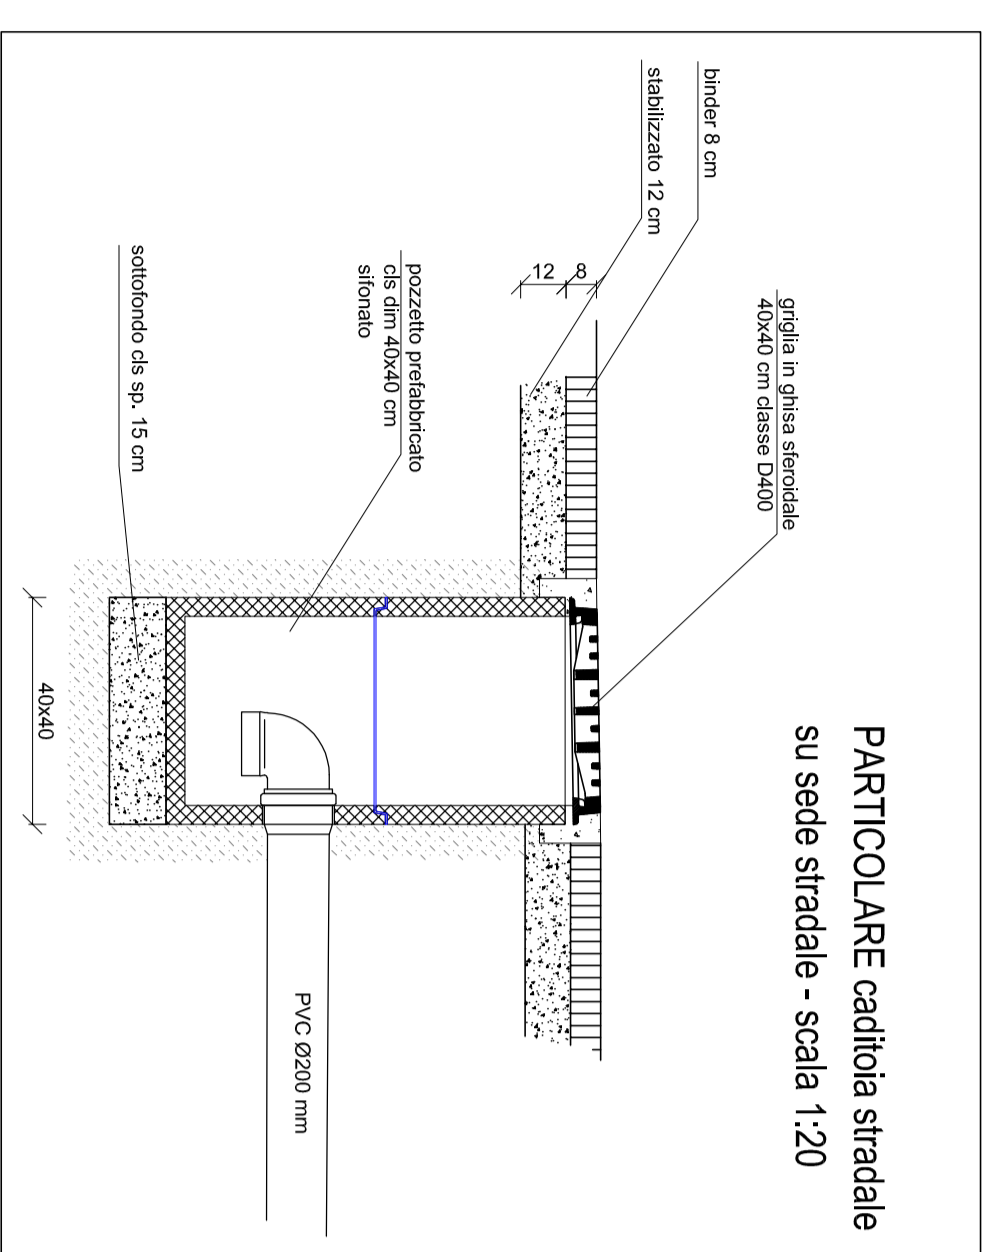 PARTICOLARE caditoia stradale
su sede stradale - scala 1:20
griglia in ghisa sferoidale
40x40 cm classe D400
binder 8 cm
stabilizzato 12 cm
8
12
pozzetto prefabbricato
cls dim 40x40 cm
sifonato
PVC Ø200 mm
sottofondo cls sp. 15 cm
40x40